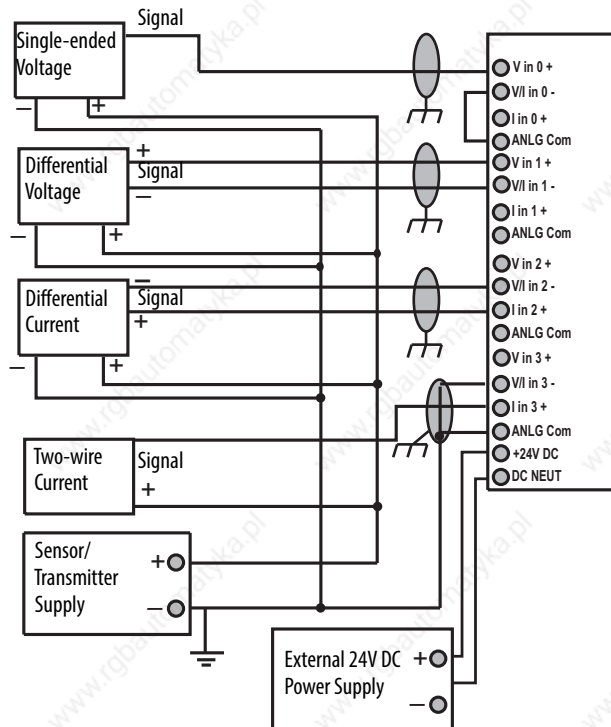 Signal
Single-ended
Voltage
– +
Differential
Voltage
+
Signal
–
– +
Differential
Current
–
Signal
+
– +
Two-wire
Current
Signal
+
Sensor/
Transmitter
Supply
+
–
External 24V DC
Power Supply
+
–
V in 0 +
V/I in 0 -
I in 0 +
ANLG Com
V in 1 +
V/I in 1 -
I in 1 +
ANLG Com
V in 2 +
V/I in 2 -
I in 2 +
ANLG Com
V in 3 +
V/I in 3 -
I in 3 +
ANLG Com
+24V DC
DC NEUT
www.rgbautomatyka.pl